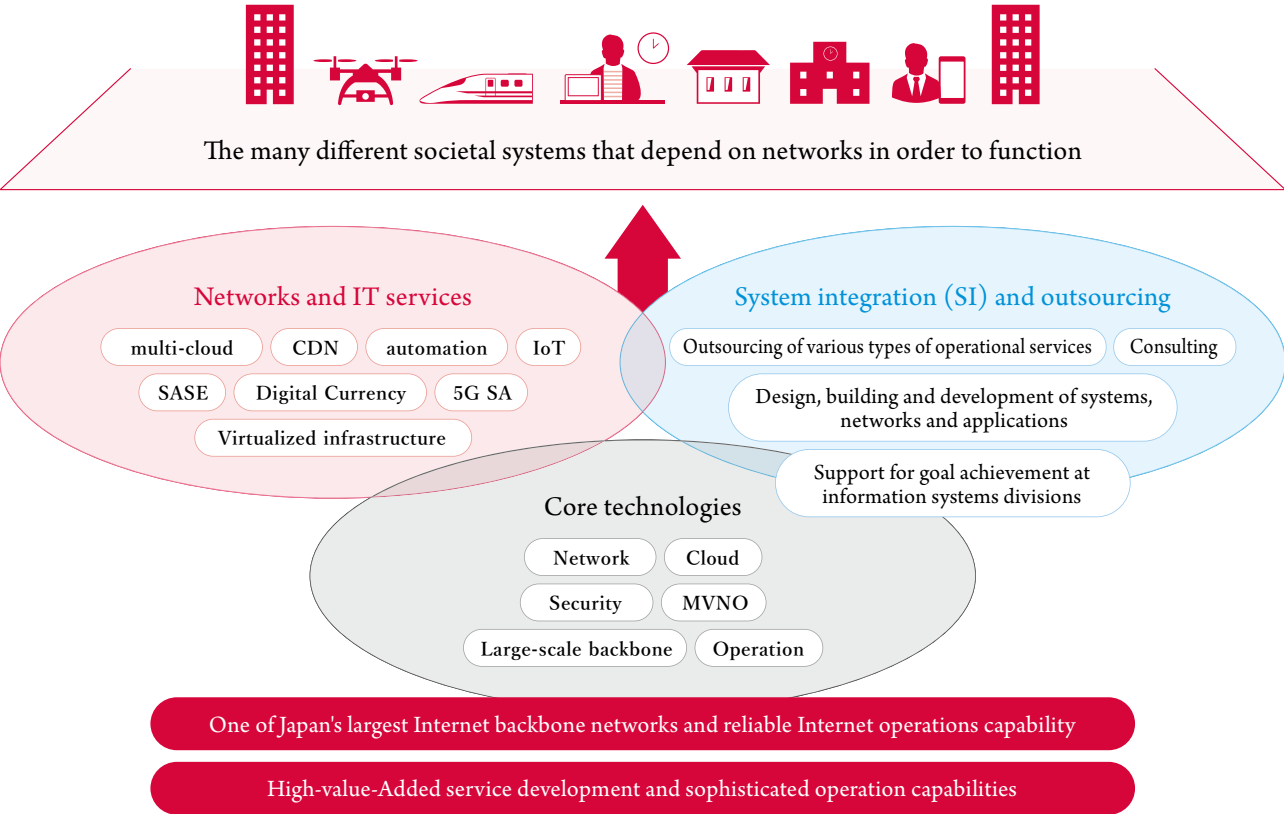 The many different societal systems that depend on networks in order to function
Networks and IT services
multi-cloud
CDN
automation
IoT
SASE
Digital Currency
5G SA
Virtualized infrastructure
System integration (SI) and outsourcing
Outsourcing of various types of operational services
Consulting
Design, building and development of systems,
networks and applications
Support for goal achievement at
information systems divisions
Core technologies
Network
Cloud
Security
MVNO
Large-scale backbone
Operation
One of Japan's largest Internet backbone networks and reliable Internet operations capability
High-value-Added service development and sophisticated operation capabilities